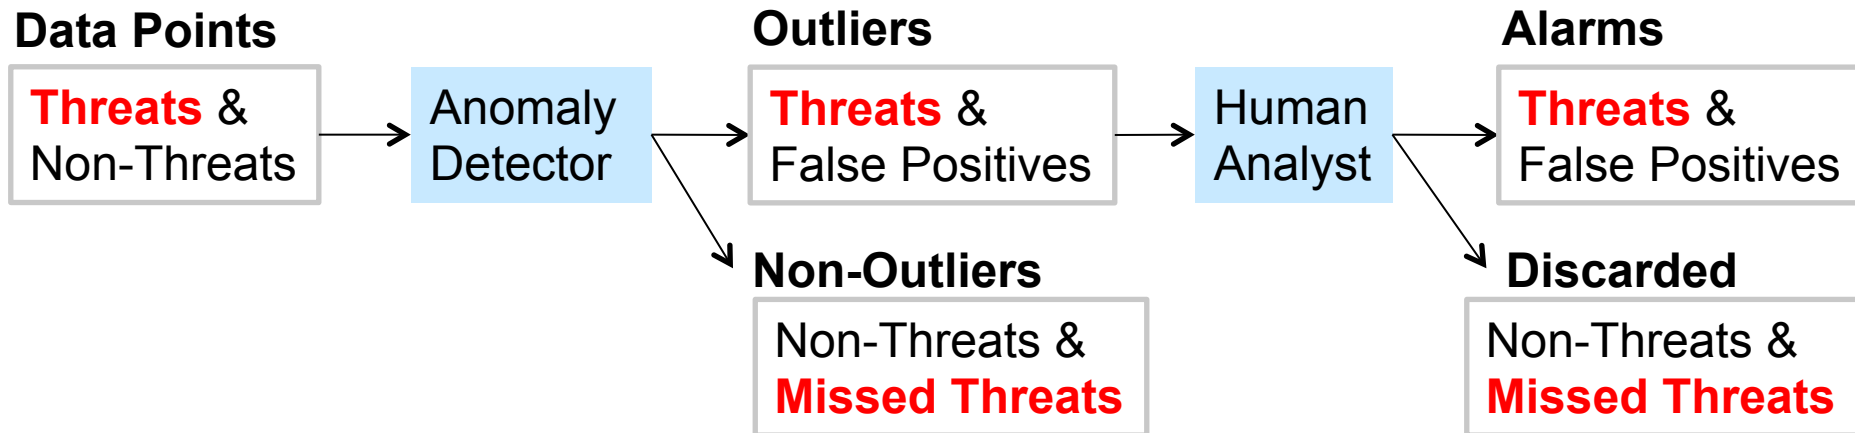 Data Points
Threats &
Non-Threats
Anomaly
Detector
Outliers
Threats &
False Positives
Non-Outliers
Non-Threats &
Missed Threats
Human
Analyst
Alarms
Threats &
False Positives
Discarded
Non-Threats &
Missed Threats